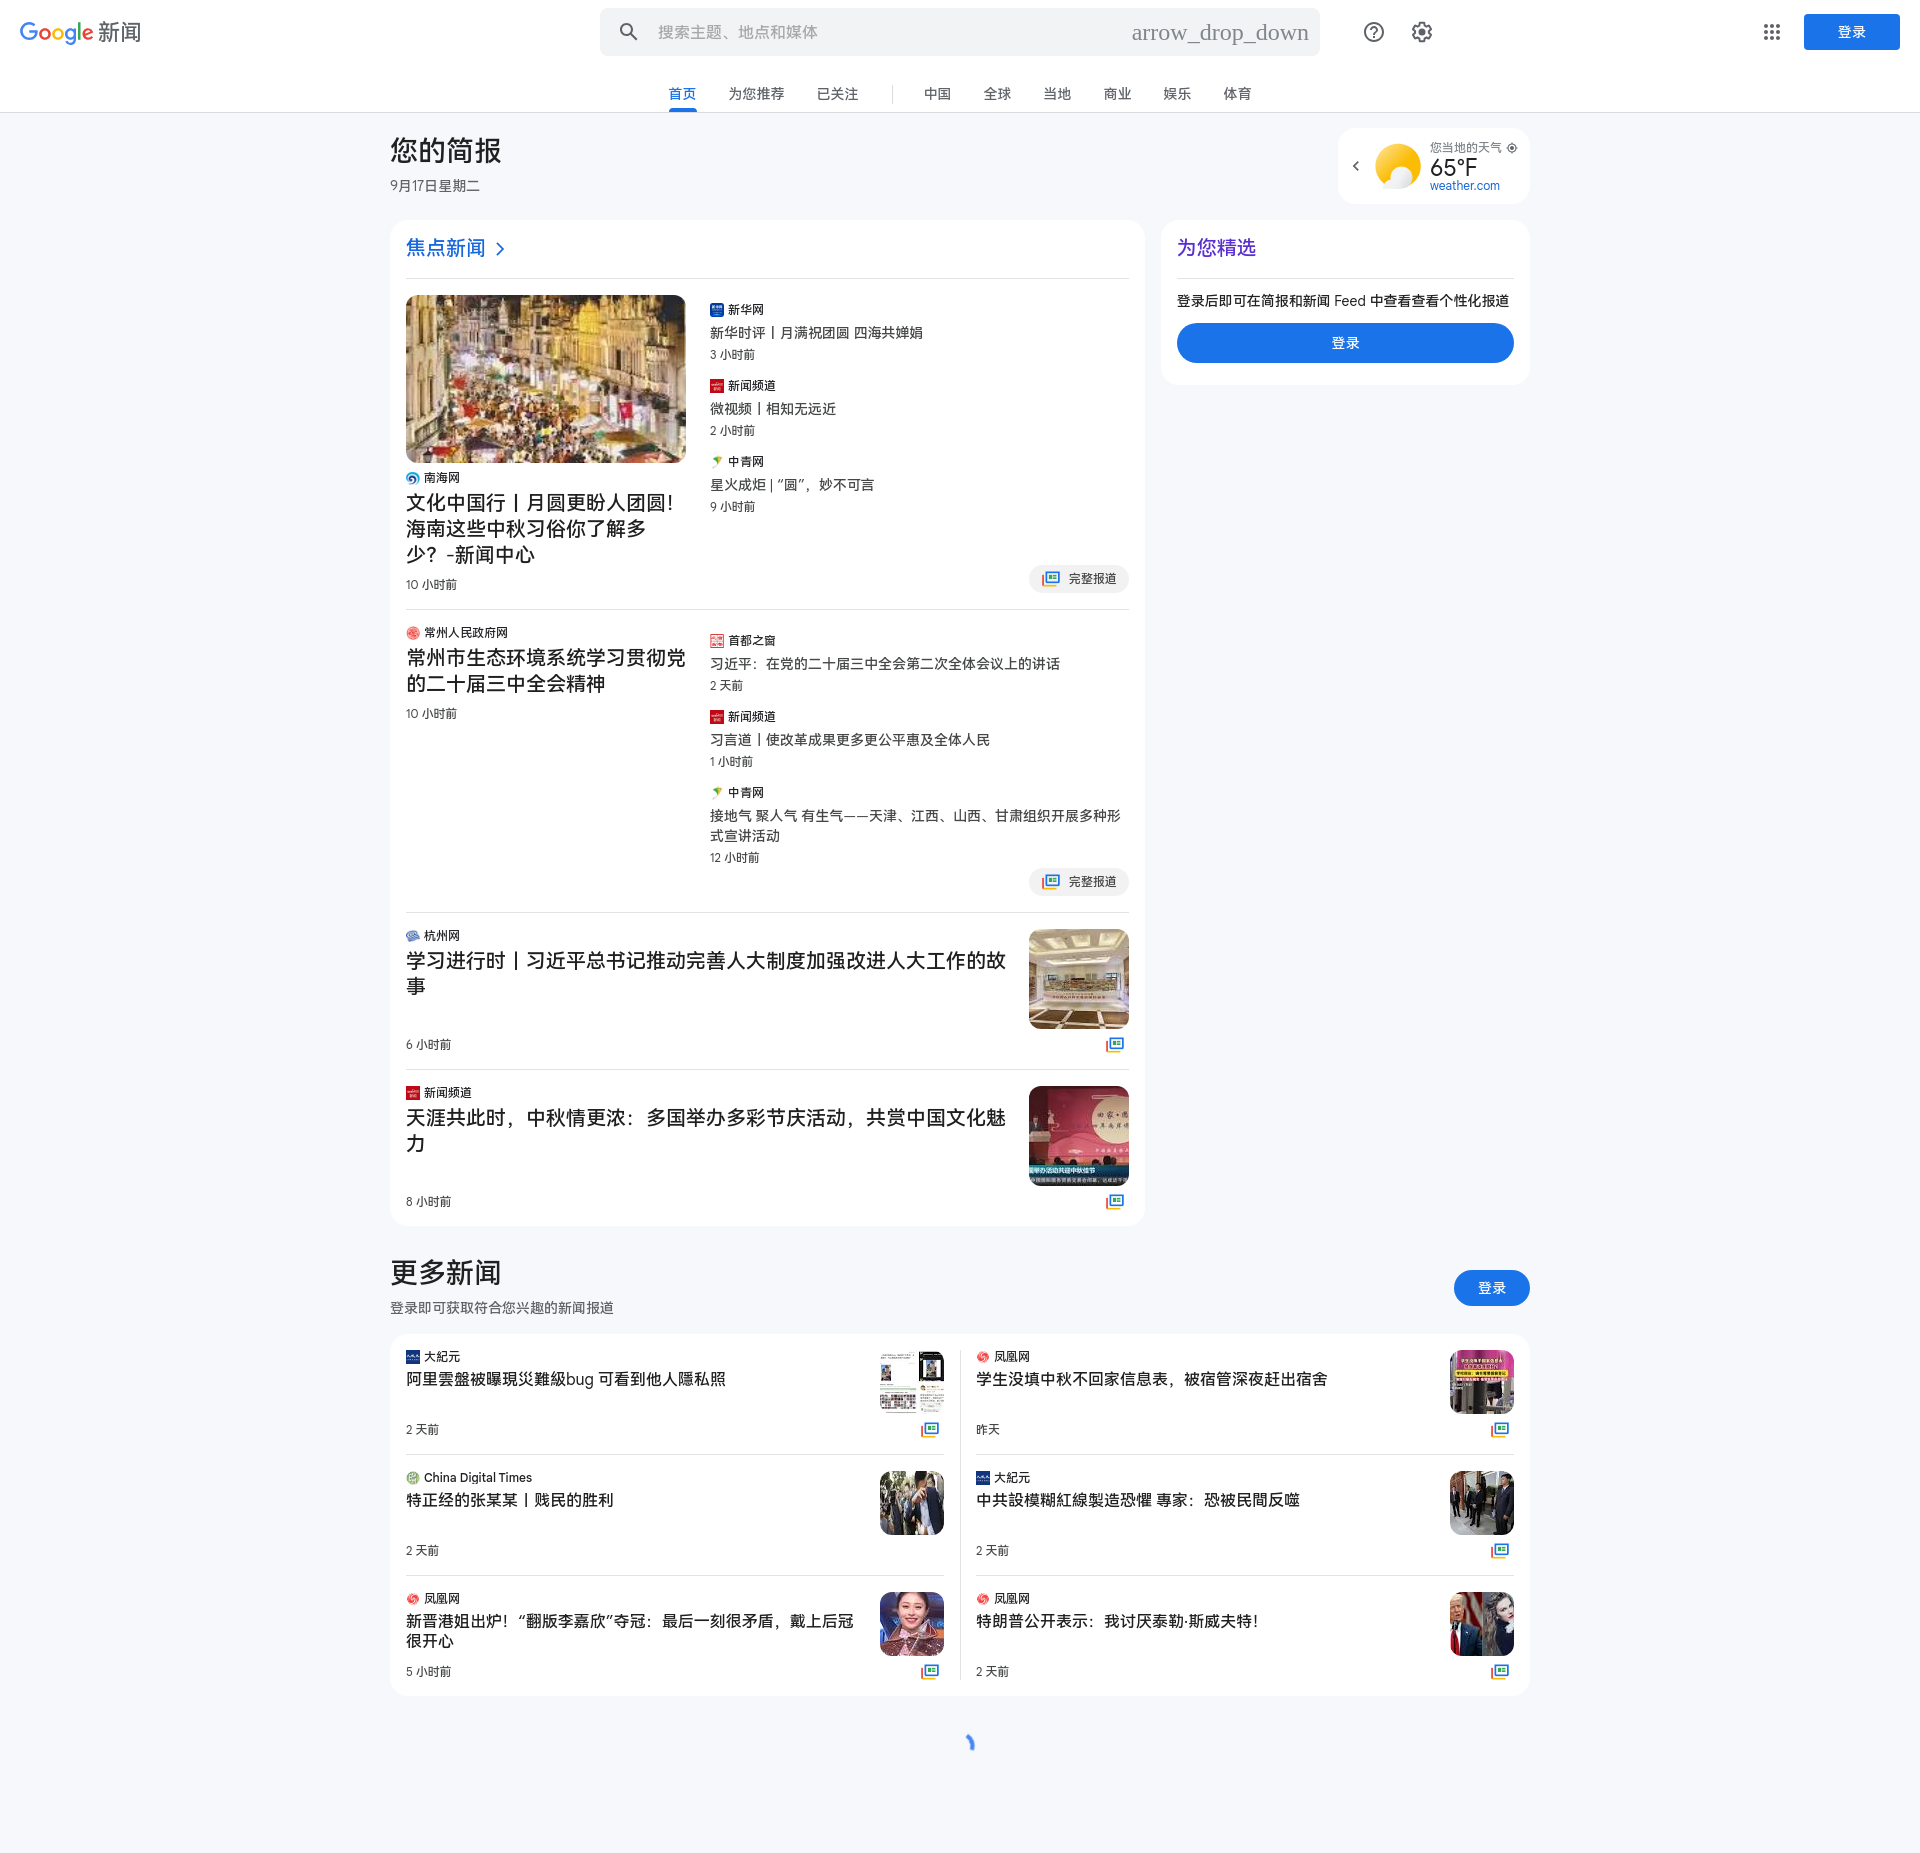 Google 新闻
搜索主题、地点和媒体
arrow_drop_down
登录
首页
为您推荐
已关注
中国
全球
当地
商业
娱乐
体育
您的简报
9月17日星期二
您当地的天气
65°F
weather.com
焦点新闻
南海网
文化中国行丨月圆更盼人团圆！
海南这些中秋习俗你了解多
少？-新闻中心
10 小时前
新华网
新华时评丨月满祝团圆 四海共婵娟
3 小时前
新闻频道
微视频丨相知无远近
2 小时前
中青网
星火成炬 | “圆”，妙不可言
9 小时前
完整报道
常州人民政府网
常州市生态环境系统学习贯彻党
的二十届三中全会精神
10 小时前
首都之窗
习近平：在党的二十届三中全会第二次全体会议上的讲话
2 天前
新闻频道
习言道丨使改革成果更多更公平惠及全体人民
1 小时前
中青网
接地气 聚人气 有生气——天津、江西、山西、甘肃组织开展多种形
式宣讲活动
12 小时前
完整报道
杭州网
学习进行时丨习近平总书记推动完善人大制度加强改进人大工作的故
事
6 小时前
新闻频道
天涯共此时，中秋情更浓：多国举办多彩节庆活动，共赏中国文化魅
力
8 小时前
为您精选
登录后即可在简报和新闻 Feed 中查看查看个性化报道
登录
更多新闻
登录即可获取符合您兴趣的新闻报道
登录
大紀元
阿里雲盤被曝現災難級bug 可看到他人隱私照
2 天前
凤凰网
学生没填中秋不回家信息表，被宿管深夜赶出宿舍
昨天
China Digital Times
特正经的张某某丨贱民的胜利
2 天前
大紀元
中共設模糊紅線製造恐懼 專家：恐被民間反噬
2 天前
凤凰网
新晋港姐出炉！“翻版李嘉欣”夺冠：最后一刻很矛盾，戴上后冠
很开心
5 小时前
凤凰网
特朗普公开表示：我讨厌泰勒·斯威夫特！
2 天前